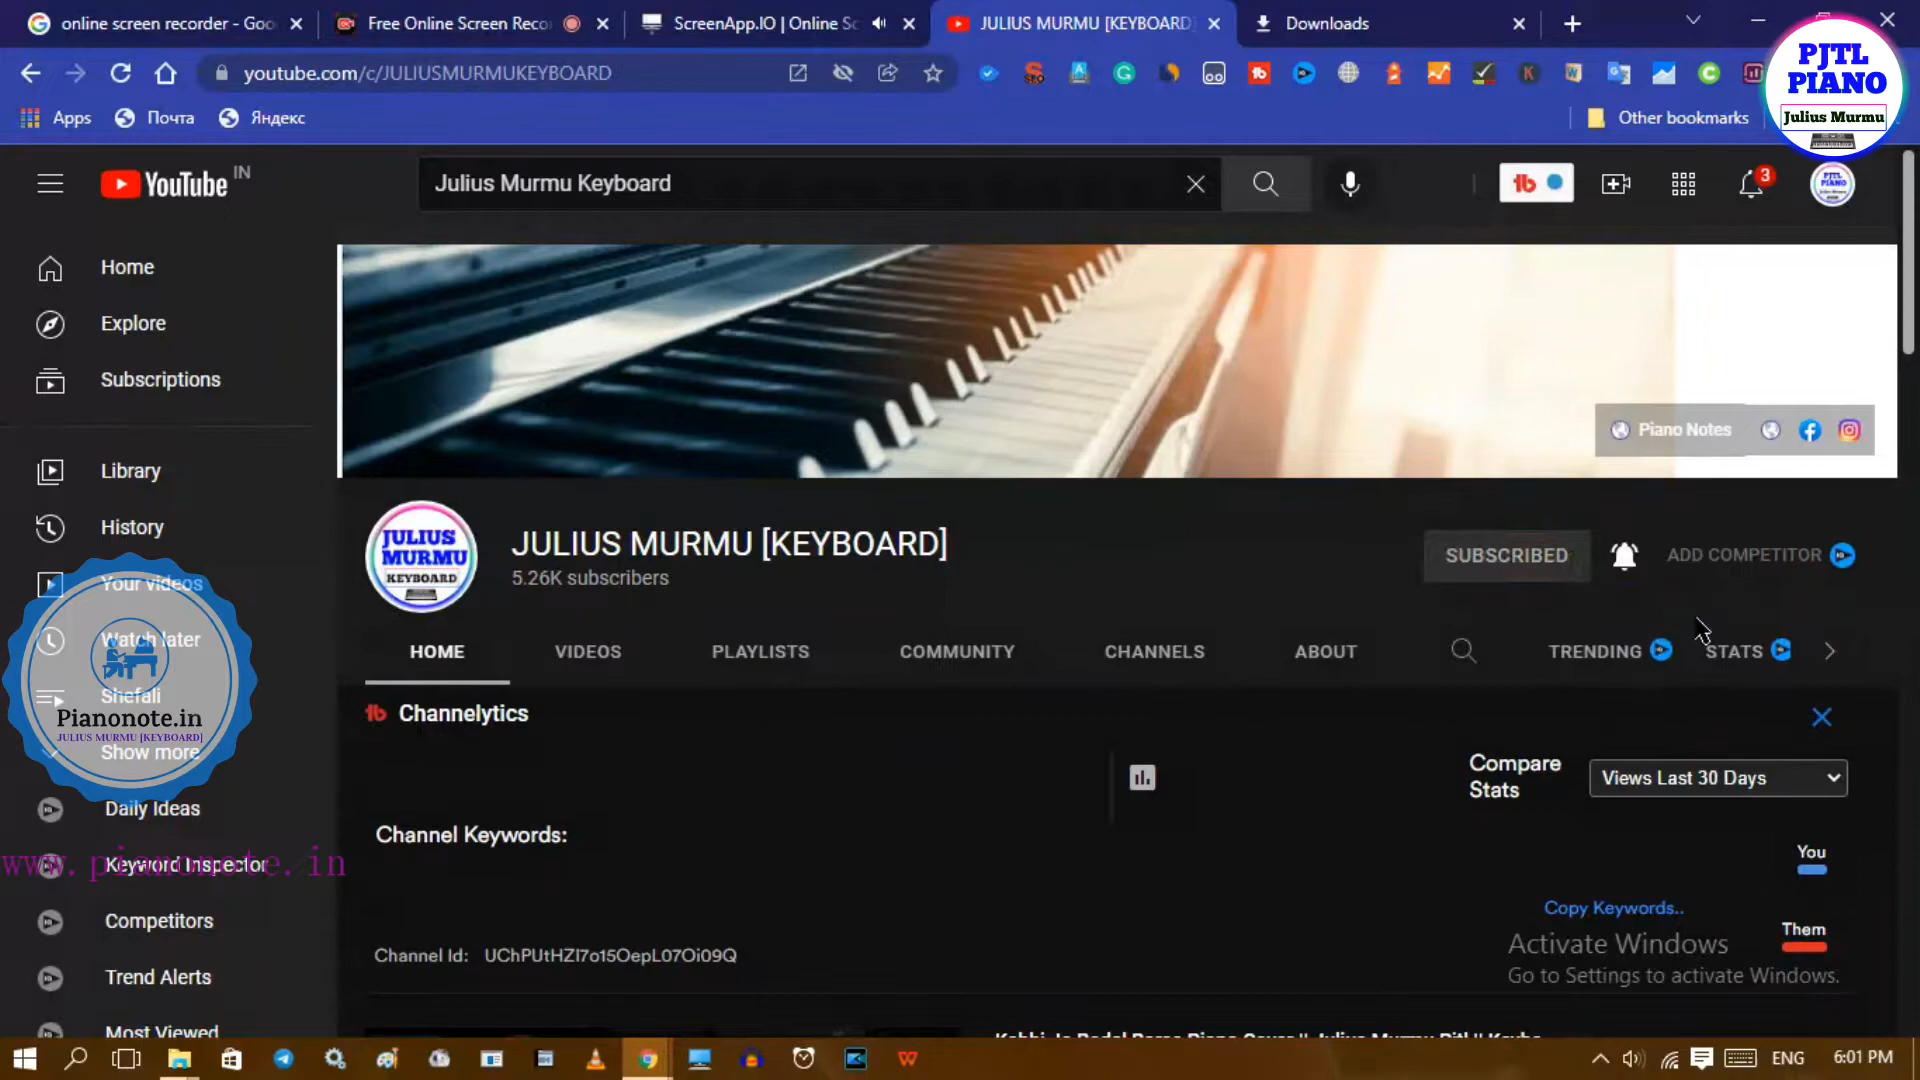 online screen recorder - Goo
Free Online Screen Reco
ScreenApp.IO | Online Sc
JULIUS MURMU [KEYBOARD]
Downloads
youtube.com/c/JULIUSMURMUKEYBOARD
PJTL
PIANO
Julius Murmu
Apps
Почта
Яндекс
Other bookmarks
YouTube IN
Julius Murmu Keyboard
3
Home
Explore
Subscriptions
Library
History
Your videos
Watch later
Shefali
Show more
Pianonote.in
JULIUS MURMU [KEYBOARD]
Daily Ideas
Keyword Inspector
www.pianonote.in
Competitors
Trend Alerts
Most Viewed
Piano Notes
JULIUS
MURMU
KEYBOARD
JULIUS MURMU [KEYBOARD]
5.26K subscribers
SUBSCRIBED
ADD COMPETITOR
HOME
VIDEOS
PLAYLISTS
COMMUNITY
CHANNELS
ABOUT
TRENDING
STATS
Channelytics
Compare
Stats
Views Last 30 Days
Channel Keywords:
You
Copy Keywords..
Them
Channel Id: UChPUtHZI7o15OepL07Oi09Q
Activate Windows
Go to Settings to activate Windows.
ENG
6:01 PM